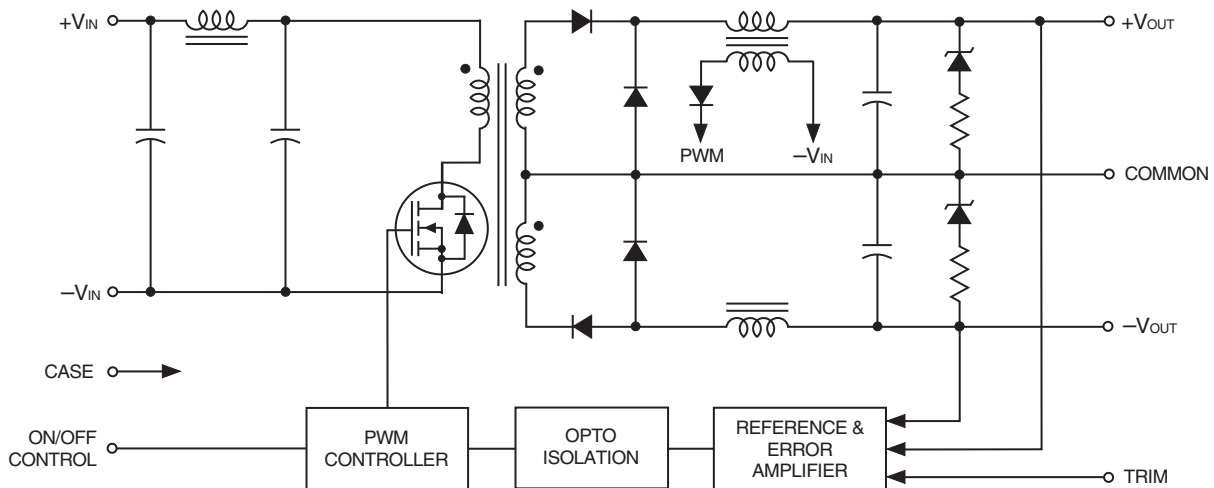 +VIN
+VOUT
PWM
–VIN
COMMON
–VIN
–VOUT
CASE
ON/OFF
CONTROL
PWM
CONTROLLER
OPTO
ISOLATION
REFERENCE &
ERROR
AMPLIFIER
TRIM